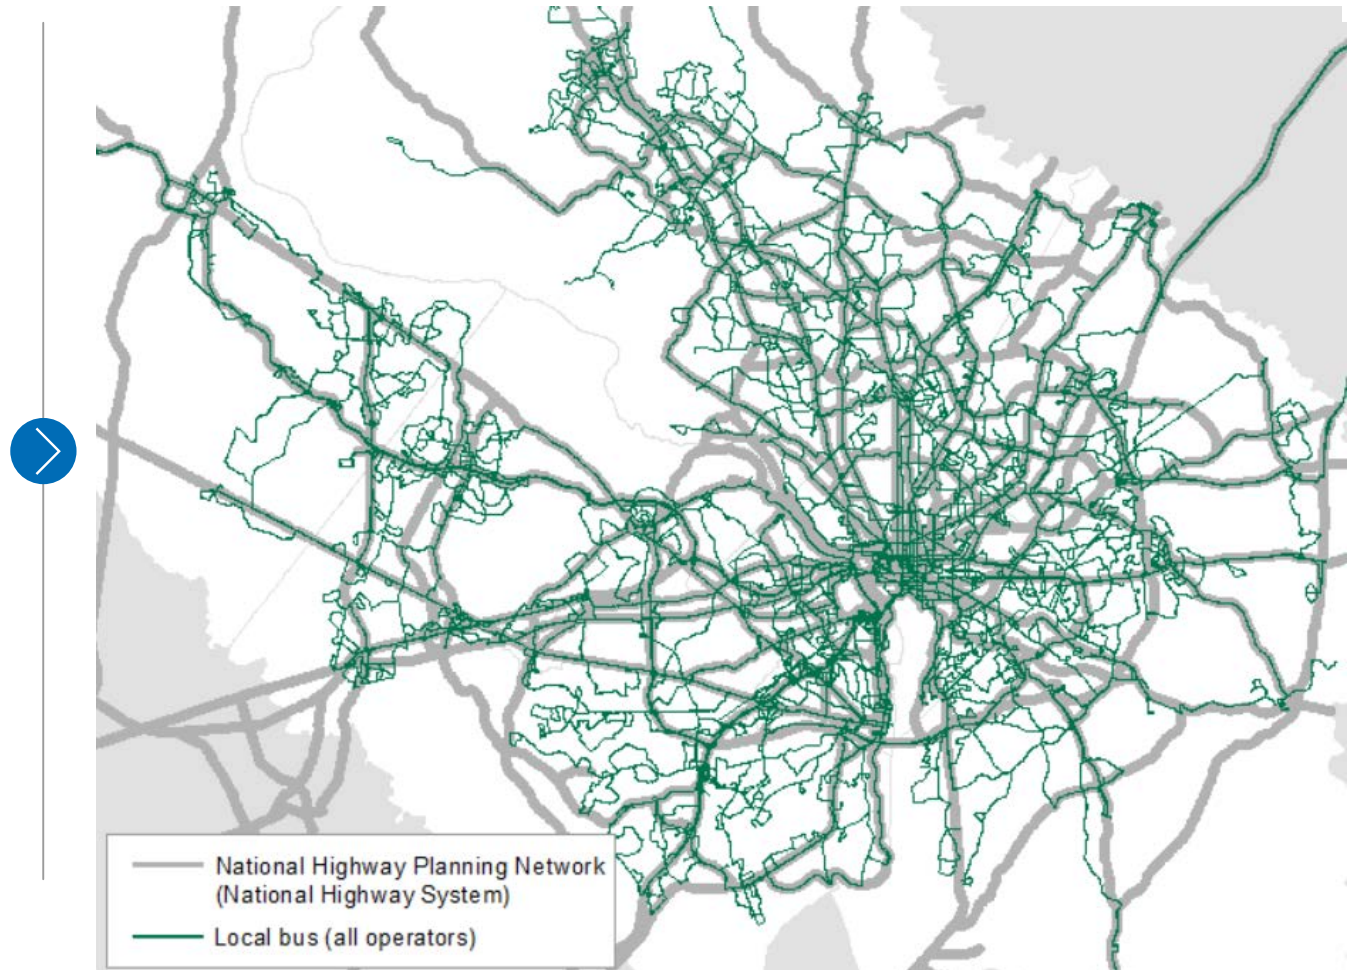 National Highway Planning Network
(National Highway System)
Local bus (all operators)